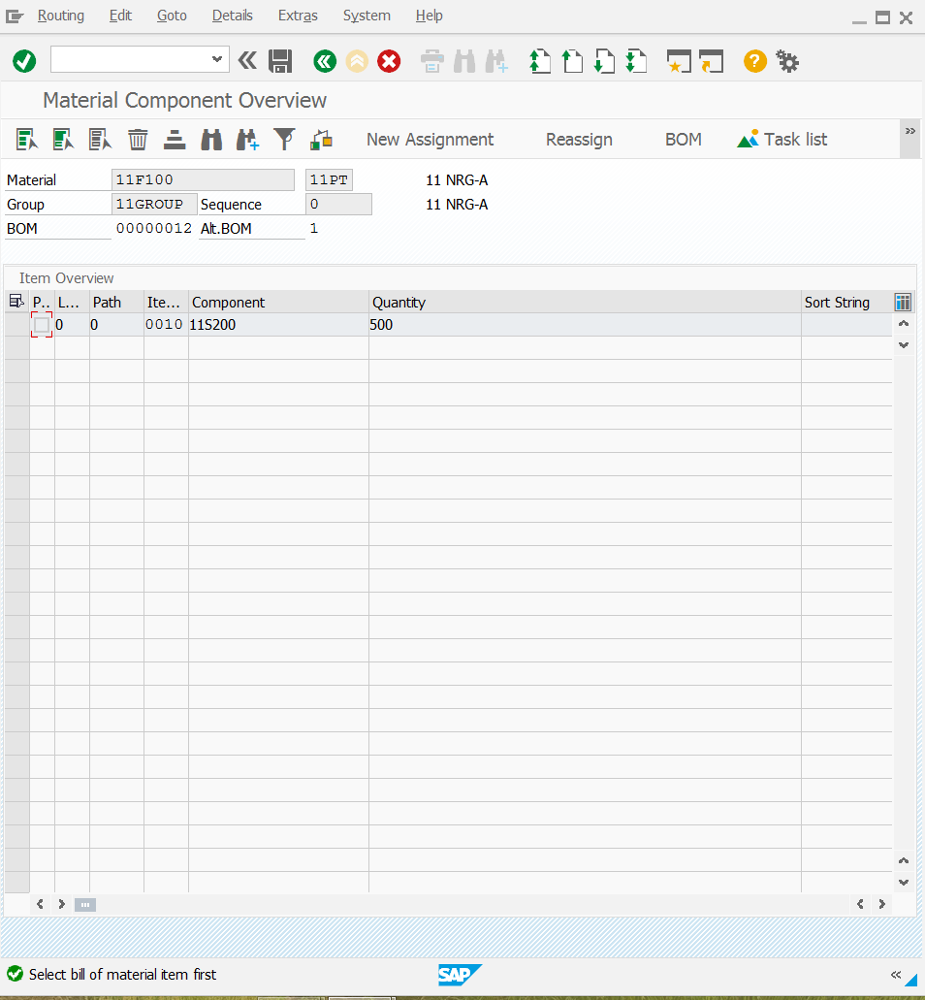 Routing Edit Goto Details Extras System Help
Material Component Overview
New Assignment Reassign BOM Task list
Material 11F100 11PT 11 NRG-A
Group 11GROUP Sequence 0 11 NRG-A
BOM 00000012 Alt.BOM 1
Item Overview
P.. L... Path Ite... Component Quantity Sort String
0 0 0010 11S200 500
Select bill of material item first SAP